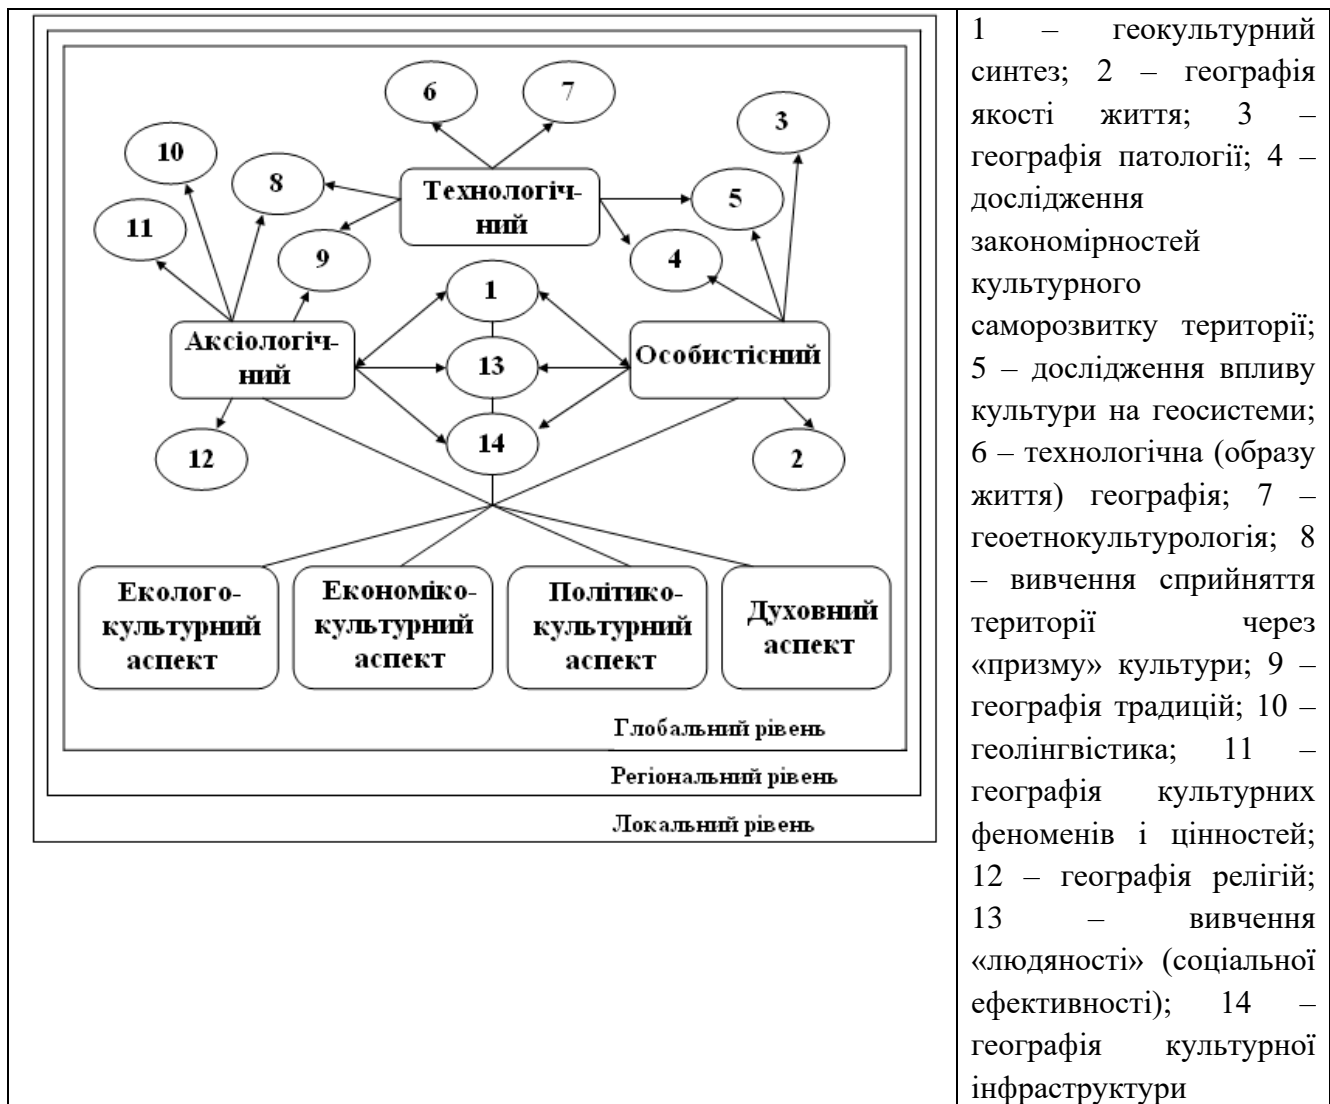 6
7
3
10
8
Технологіч-
ний
5
11
9
4
1
Аксіологіч-
ний
13
Особистісний
14
12
2
Еколого-
культурний
аспект
Економіко-
культурний
аспект
Політико-
культурний
аспект
Духовний
аспект
Глобальний рівень
Регіональний рівень
Локальний рівень
1 – геокультурний
синтез; 2 – географія
якості життя; 3 –
географія патології; 4 –
дослідження
закономірностей
культурного
саморозвитку території;
5 – дослідження впливу
культури на геосистеми;
6 – технологічна (образу
життя) географія; 7 –
геоетнокультурологія; 8
– вивчення сприйняття
території через
«призму» культури; 9 –
географія традицій; 10 –
геолінгвістика; 11 –
географія культурних
феноменів і цінностей;
12 – географія релігій;
13 – вивчення
«людяності» (соціальної
ефективності); 14 –
географія культурної
інфраструктури